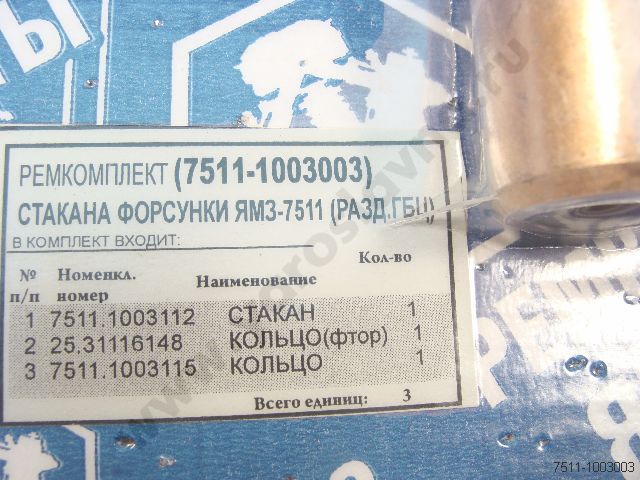 РЕМКОМПЛЕКТ (7511-1003003)
СТАКАНА ФОРСУНКИ ЯМЗ-7511 (РАЗД.ГБЦ)
В КОМПЛЕКТ ВХОДИТ:
№ п/п Номенкл. номер Наименование Кол-во
1 7511.1003112 СТАКАН 1
2 25.31116148 КОЛЬЦО(фтор) 1
3 7511.1003115 КОЛЬЦО 1
Всего единиц: 3
7511-1003003